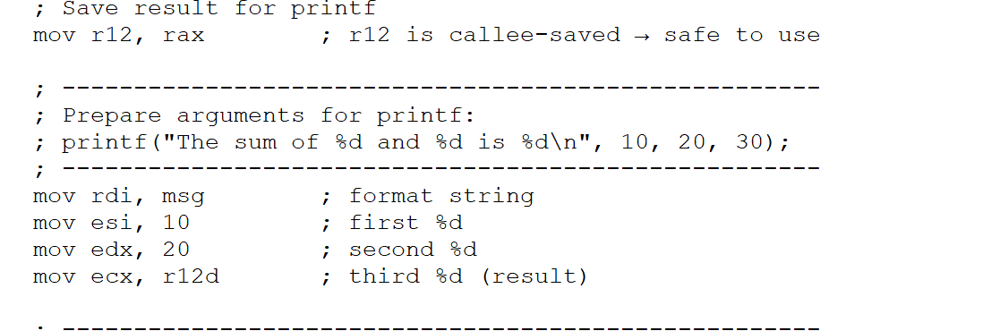 ; Save result for printf
mov r12, rax        ; r12 is callee-saved → safe to use
; -----------------------------------------------------
; Prepare arguments for printf:
; printf("The sum of %d and %d is %d\n", 10, 20, 30);
; -----------------------------------------------------
mov rdi, msg        ; format string
mov esi, 10         ; first %d
mov edx, 20         ; second %d
mov ecx, r12d       ; third %d (result)
; -----------------------------------------------------